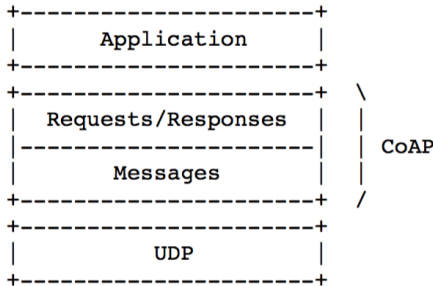 Application
Requests/Responses
CoAP
Messages
UDP